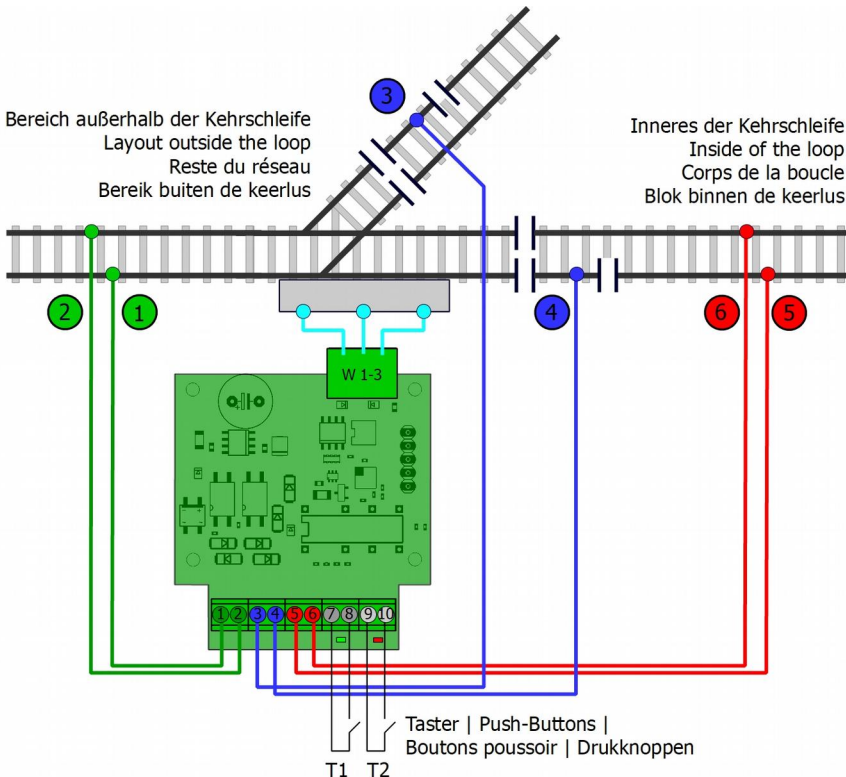 3
Bereich außerhalb der Kehrschleife
Layout outside the loop
Reste du réseau
Bereik buiten de keerlus
Inneres der Kehrschleife
Inside of the loop
Corps de la boucle
Blok binnen de keerlus
2
1
4
6
5
W 1-3
+
1 2 3 4 5 6 7 8 9 10
Taster | Push-Buttons |
Boutons poussoir | Drukknoppen
T1 T2